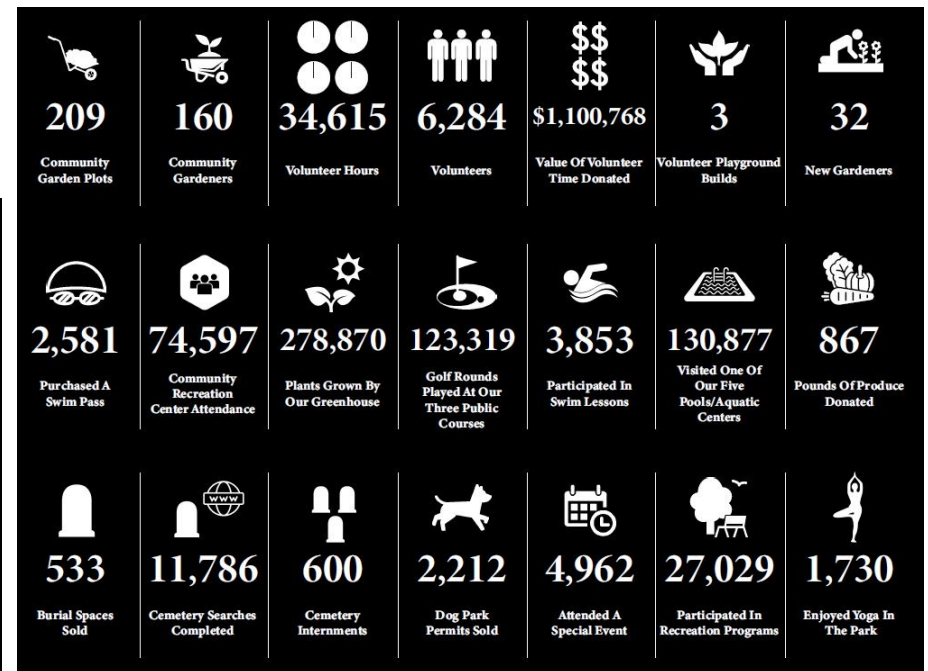 209
Community
Garden Plots
160
Community
Gardeners
34,615
Volunteer Hours
6,284
Volunteers
$$
$$
$1,100,768
Value Of Volunteer
Time Donated
3
Volunteer Playground
Builds
32
New Gardeners
2,581
Purchased A
Swim Pass
74,597
Community
Recreation
Center Attendance
278,870
Plants Grown By
Our Greenhouse
123,319
Golf Rounds
Played At Our
Three Public
Courses
3,853
Participated In
Swim Lessons
130,877
Visited One Of
Our Five
Pools/Aquatic
Centers
867
Pounds Of Produce
Donated
533
Burial Spaces
Sold
WWW
11,786
Cemetery Searches
Completed
600
Cemetery
Internments
2,212
Dog Park
Permits Sold
4,962
Attended A
Special Event
27,029
Participated In
Recreation Programs
1,730
Enjoyed Yoga In
The Park